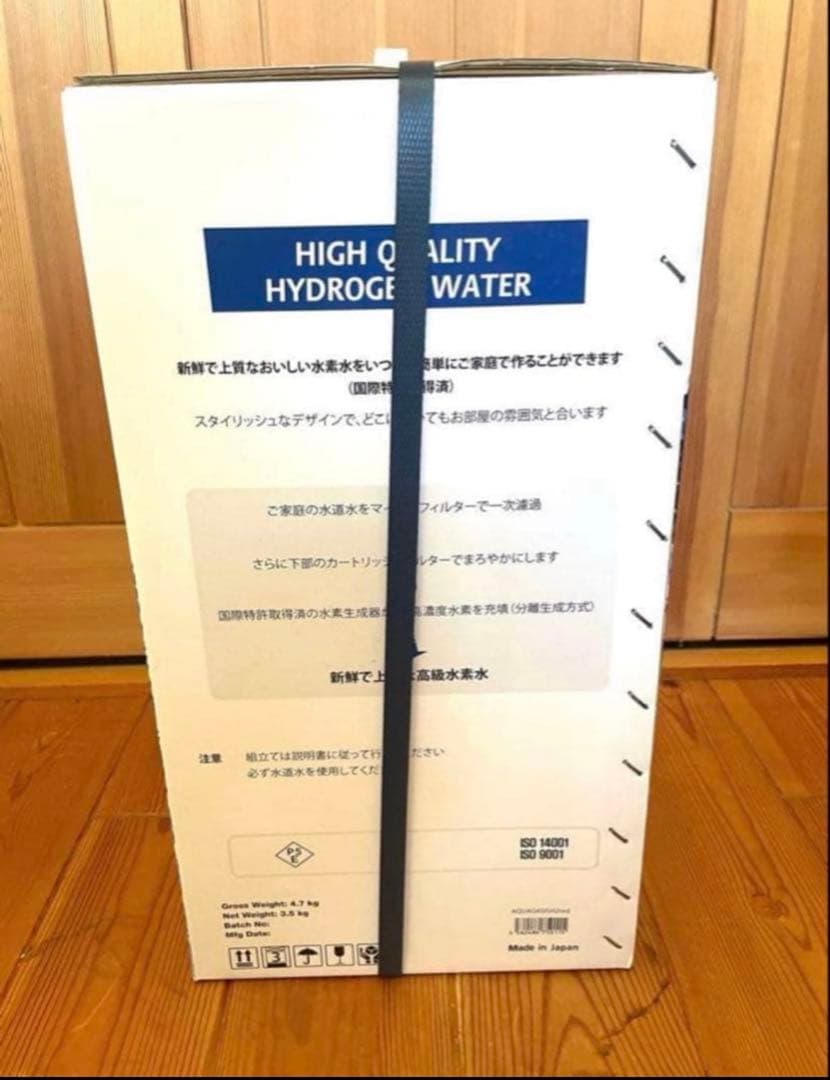 HIGH Q ALITY
HYDROGE WATER
新鮮で上質なおいしい水素水をいつ 簡単にご家庭で作ることができます
(国際特 得済)
スタイリッシュなデザインで、どこに てもお部屋の雰囲気と合います
ご家庭の水道水をマイ フィルターで一次濾過
さらに下部のカートリッ ルターでまろやかにします
国際特許取得済の水素生成器 高濃度水素を充填(分離生成方式)
新鮮で上 高級水素水
注意 組立ては説明書に従って行 ださい
必ず水道水を使用してくだ
PS
E
ISO 14001
ISO 9001
Gross Weight: 4.7 kg
Net Weight: 3.5 kg
Batch No:
Mfg Date:
3
Made in Japan